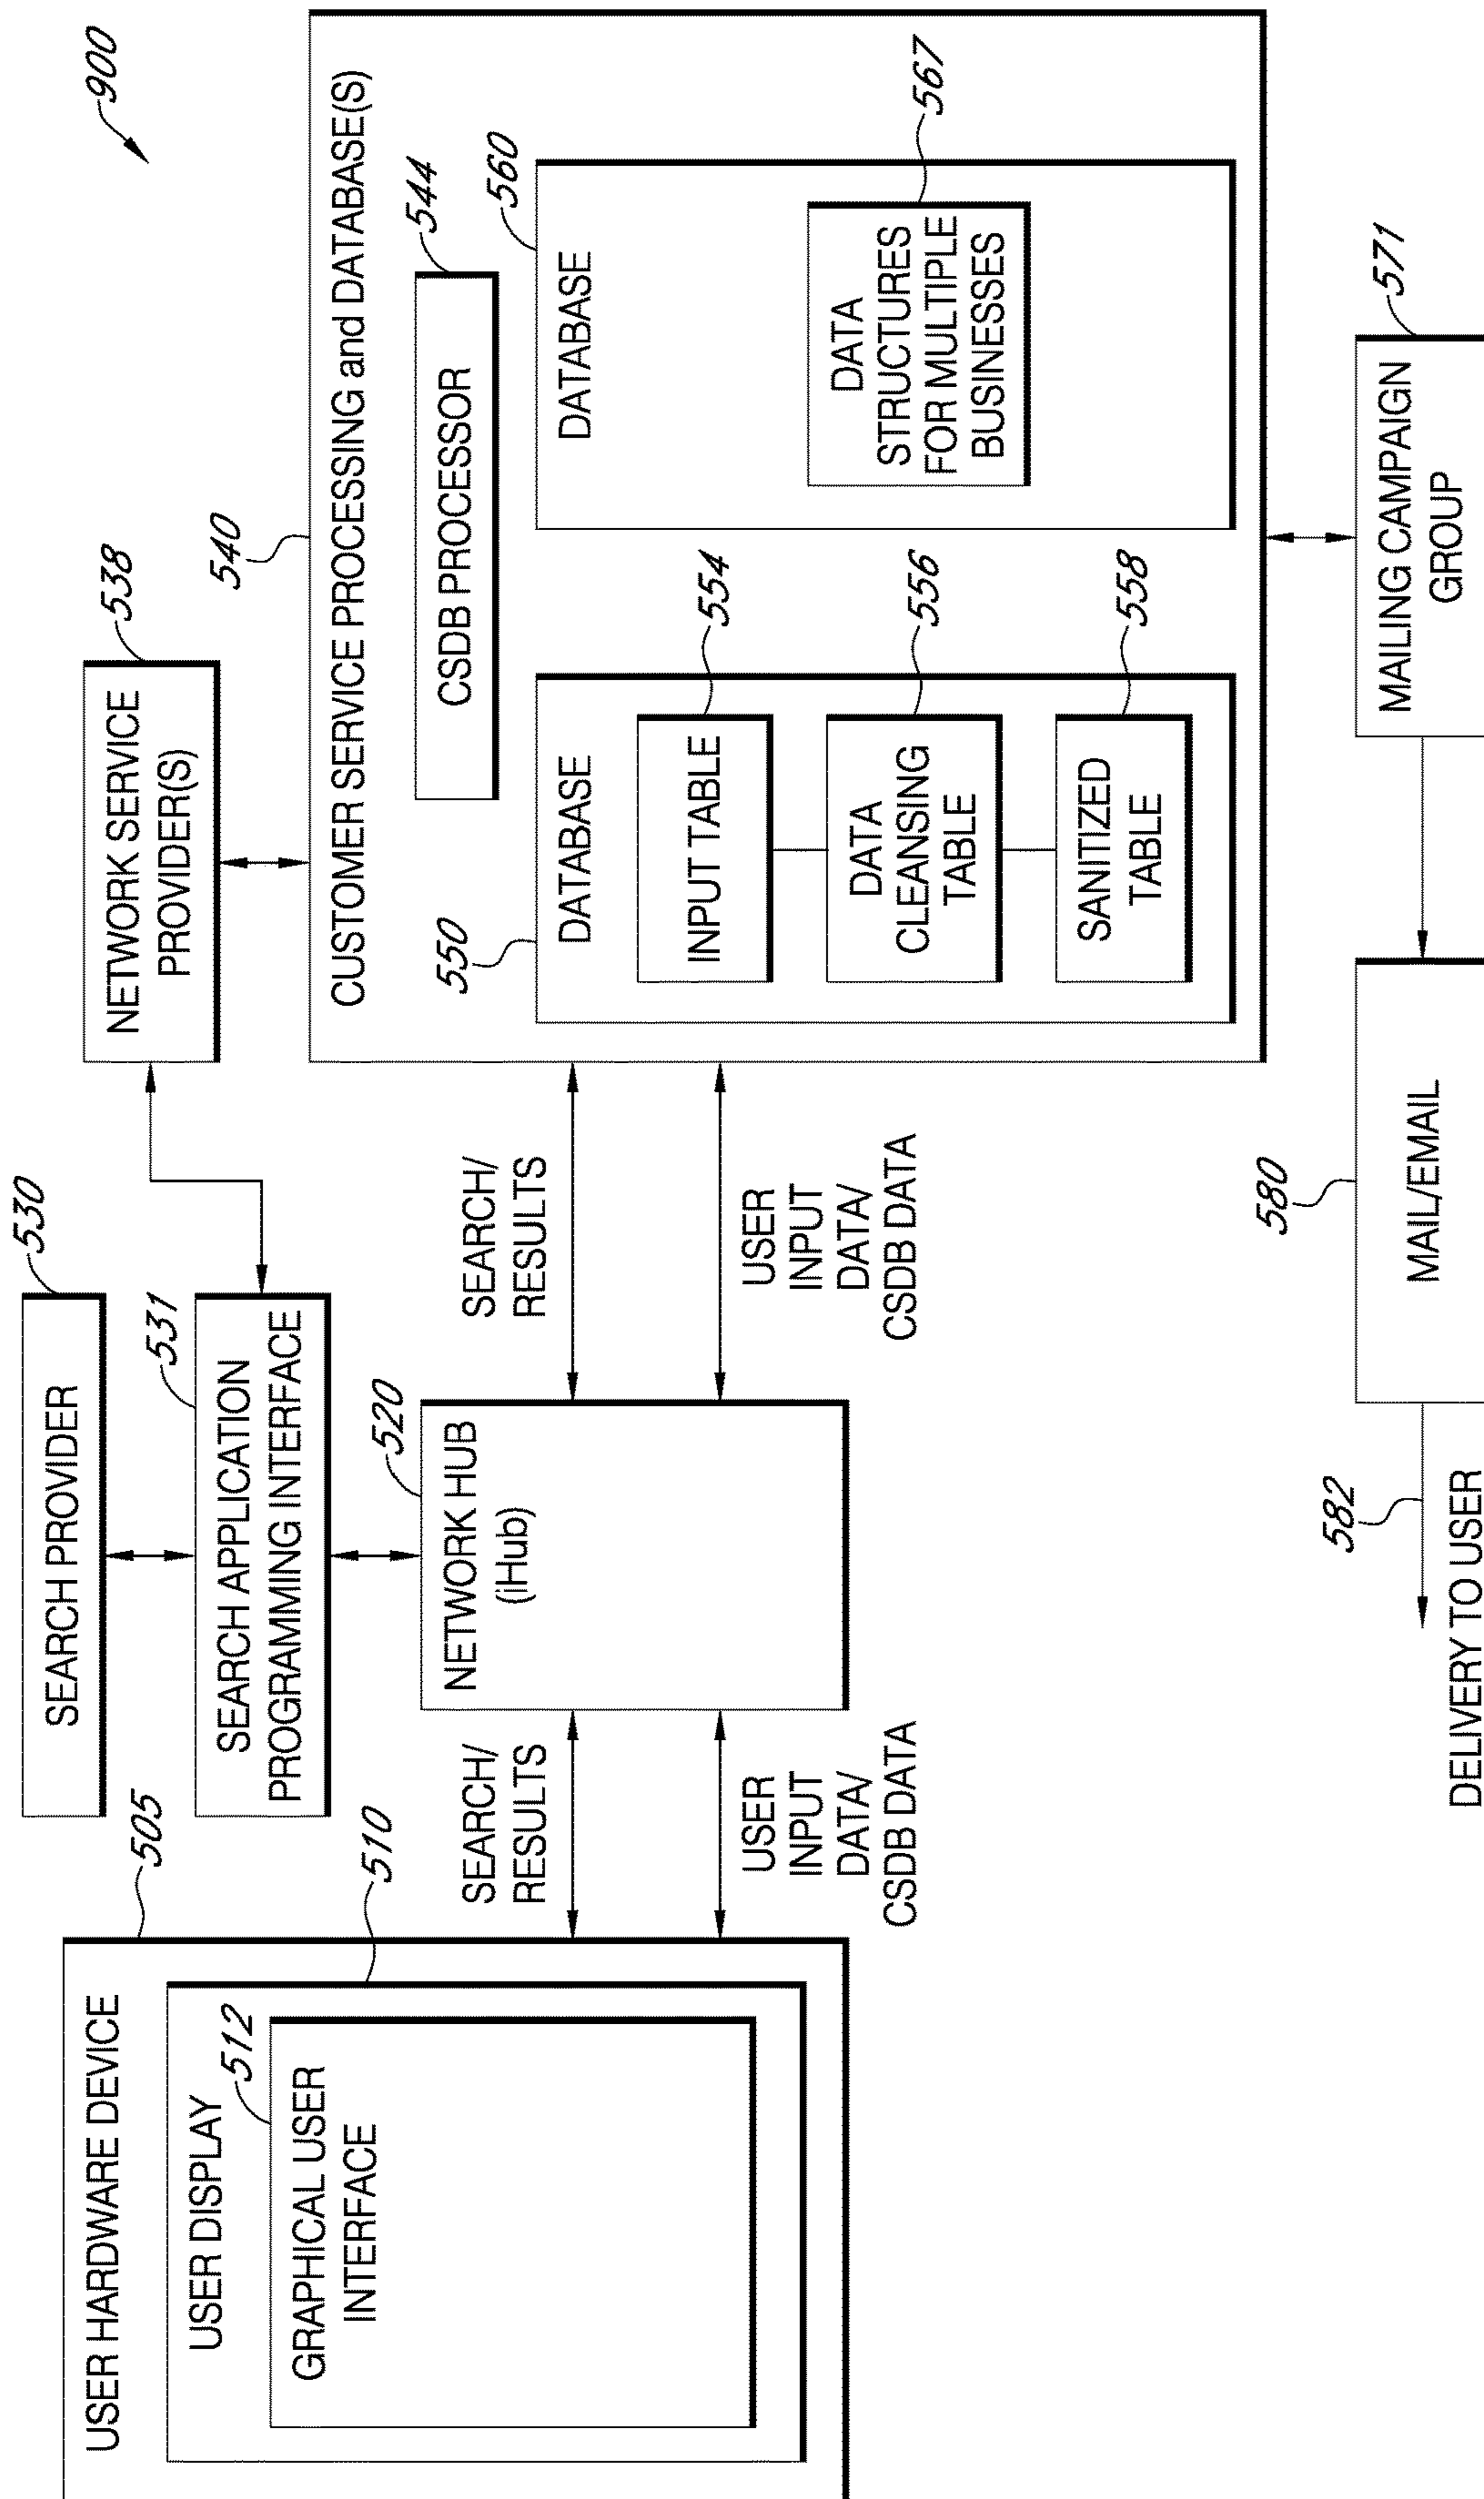 900
530
SEARCH PROVIDER
531
SEARCH APPLICATION
PROGRAMMING INTERFACE
538
NETWORK SERVICE
PROVIDER(S)
505
USER HARDWARE DEVICE
510
USER DISPLAY
512
GRAPHICAL USER
INTERFACE
SEARCH/
RESULTS
USER
INPUT
DATA/
CSDB DATA
520
NETWORK HUB
(iHub)
SEARCH/
RESULTS
USER
INPUT
DATA/
CSDB DATA
540
CUSTOMER SERVICE PROCESSING and DATABASE(S)
544
CSDB PROCESSOR
550
DATABASE
554
INPUT TABLE
556
DATA
CLEANSING
TABLE
558
SANITIZED
TABLE
560
DATABASE
567
DATA
STRUCTURES
FOR MULTIPLE
BUSINESSES
571
MAILING CAMPAIGN
GROUP
580
MAIL/EMAIL
582
DELIVERY TO USER